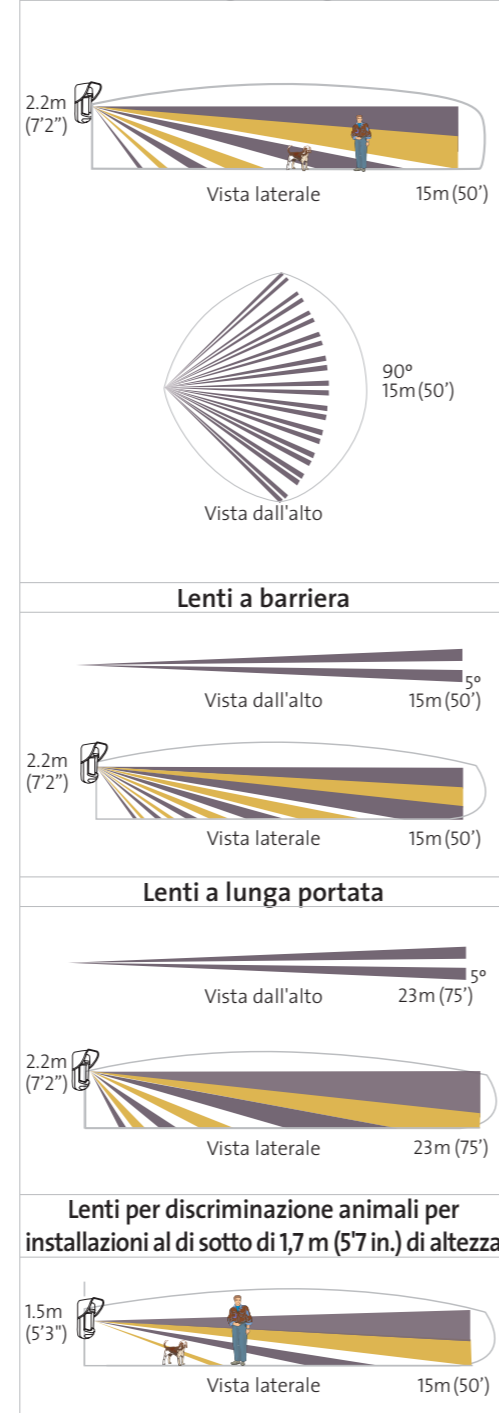 2.2m
(7'2")
Vista laterale 15m (50')
90º
15m (50')
Vista dall'alto
Lenti a barriera
5º
Vista dall'alto 15m (50')
2.2m
(7'2")
Vista laterale 15m (50')
Lenti a lunga portata
5º
Vista dall'alto 23m (75')
2.2m
(7'2")
Vista laterale 23m (75')
Lenti per discriminazione animali per
installazioni al di sotto di 1,7 m (5'7 in.) di altezza
1.5m
(5'3")
Vista laterale 15m (50')